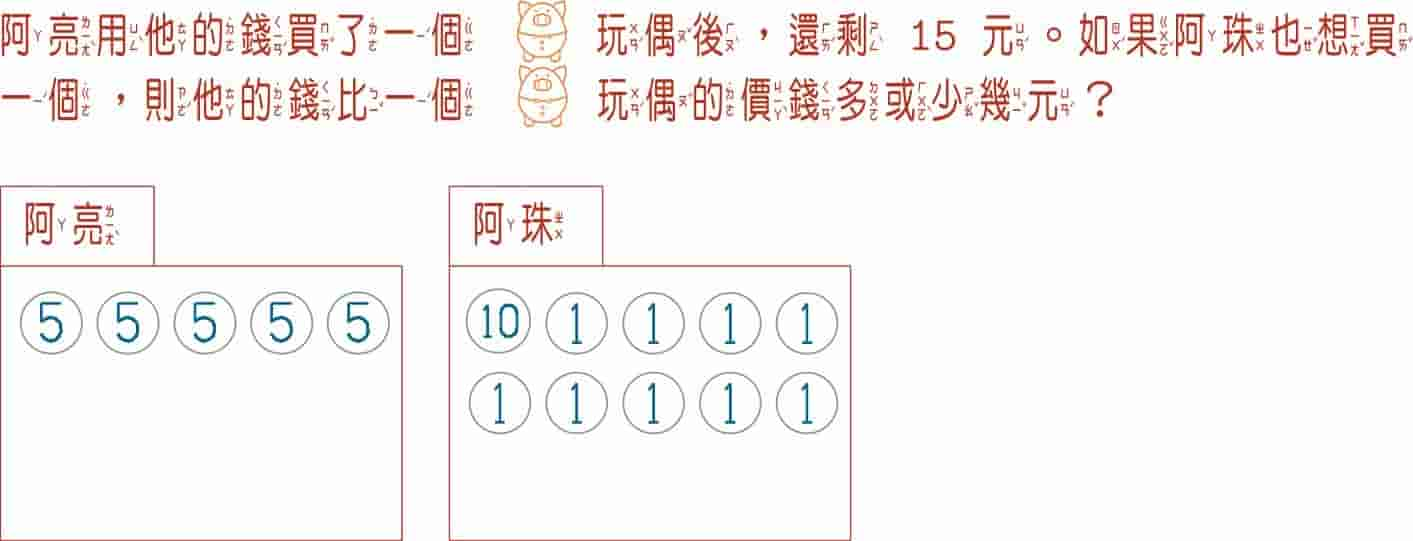 阿亮用他的錢買了一個 玩偶後，還剩 15 元。如果阿珠也想買
一個，則他的錢比一個 玩偶的價錢多或少幾元？
阿亮
阿珠
5 5 5 5 5
10 1 1 1 1
1 1 1 1 1